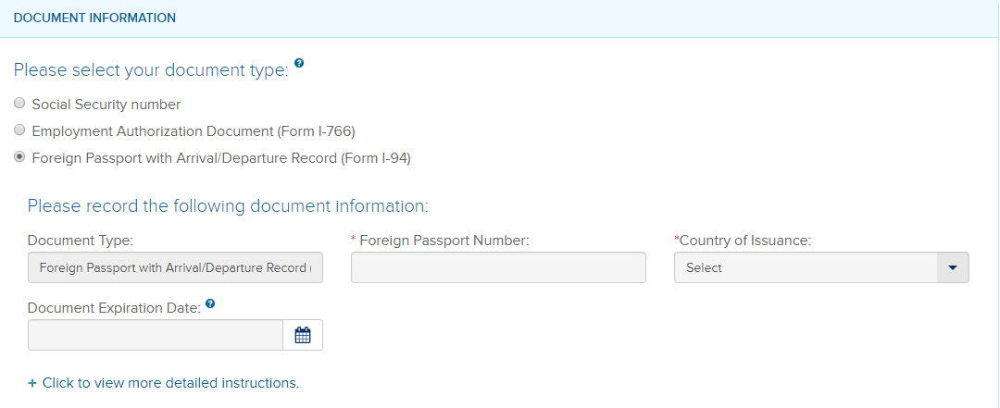 DOCUMENT INFORMATION
Please select your document type: ?
Social Security number
Employment Authorization Document (Form I-766)
Foreign Passport with Arrival/Departure Record (Form I-94)
Please record the following document information:
Document Type: * Foreign Passport Number: *Country of Issuance:
Foreign Passport with Arrival/Departure Record ( Select
Document Expiration Date: ?
+ Click to view more detailed instructions.